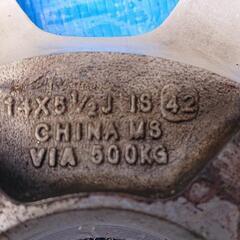 14X5½J IS 42
CHINA MS
VIA 500KG